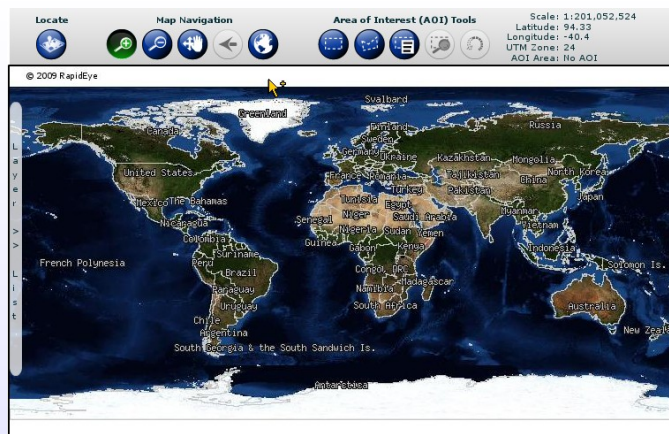 Locate
Map Navigation
Area of Interest (AOI) Tools
Scale: 1:201,052,524
Latitude: 94.33
Longitude: -40.4
UTM Zone: 24
AOI Area: No AOI
© 2009 RapidEye
Layer >> List
Svalbard
Greenland
Canada
Finland
Russia
Sweden
Germany
Ukraine
Kazakhstan
Mongolia
United States
France
Romania
Tajikistan
China
North Korea
Turkey
Pakistan
Japan
Mexico
The Bahamas
Tunisia
Egypt
Niger
Saudi Arabia
Myanmar
Senegal
Nicaragua
Nigeria
Sudan
Yemen
Vietnam
Colombia
Guinea
Gabon
Kenya
Indonesia
Suriname
French Polynesia
Peru
Brazil
Congo
DRC
Solomon Is.
Madagascar
Paraguay
Namibia
Uruguay
South Africa
Australia
Chile
Argentina
New Zeal
South Georgia & the South Sandwich Is.
Antarctica